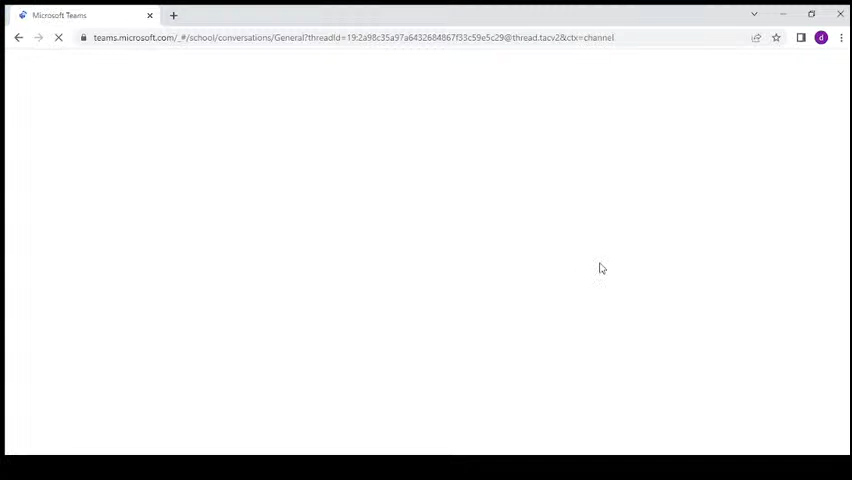 Microsoft Teams
teams.microsoft.com/_#/school/conversations/General?threadId=19:2a98c35a97a6432684867f33c59e5c29@thread.tacv2&ctx=channel
d